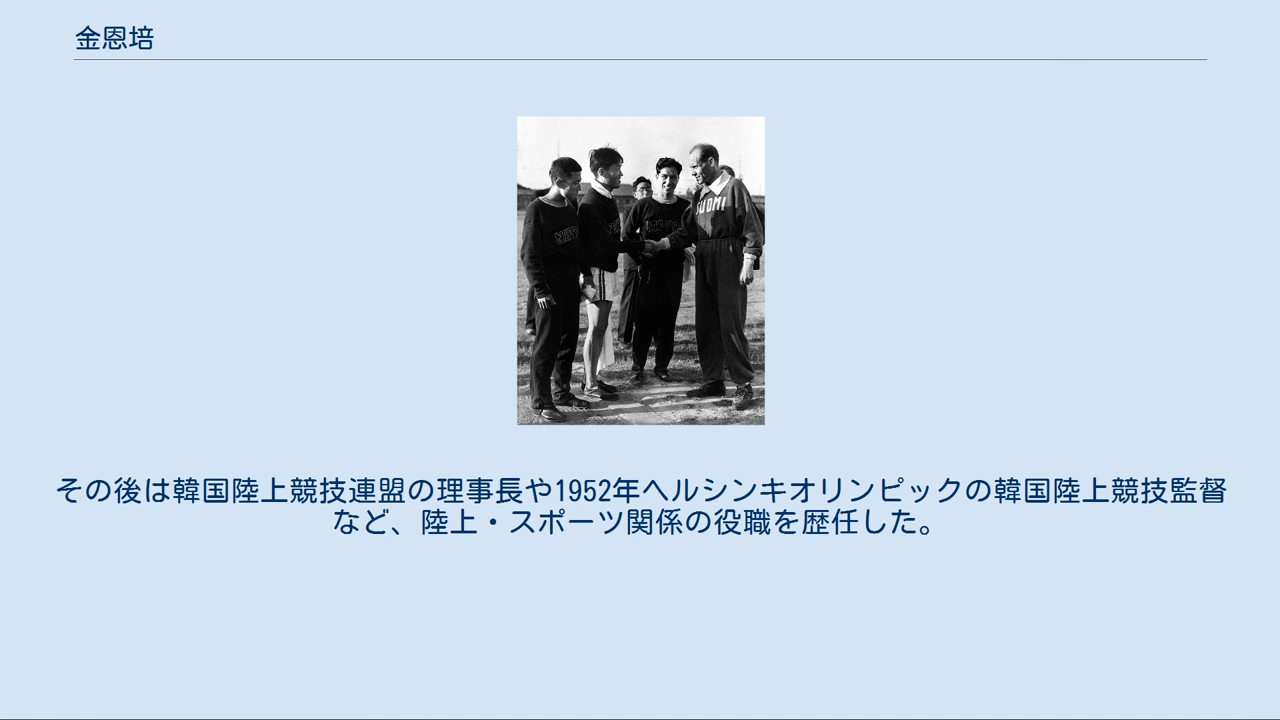 金恩培
SUOMI
その後は韓国陸上競技連盟の理事長や1952年ヘルシンキオリンピックの韓国陸上競技監督
など、陸上・スポーツ関係の役職を歴任した。